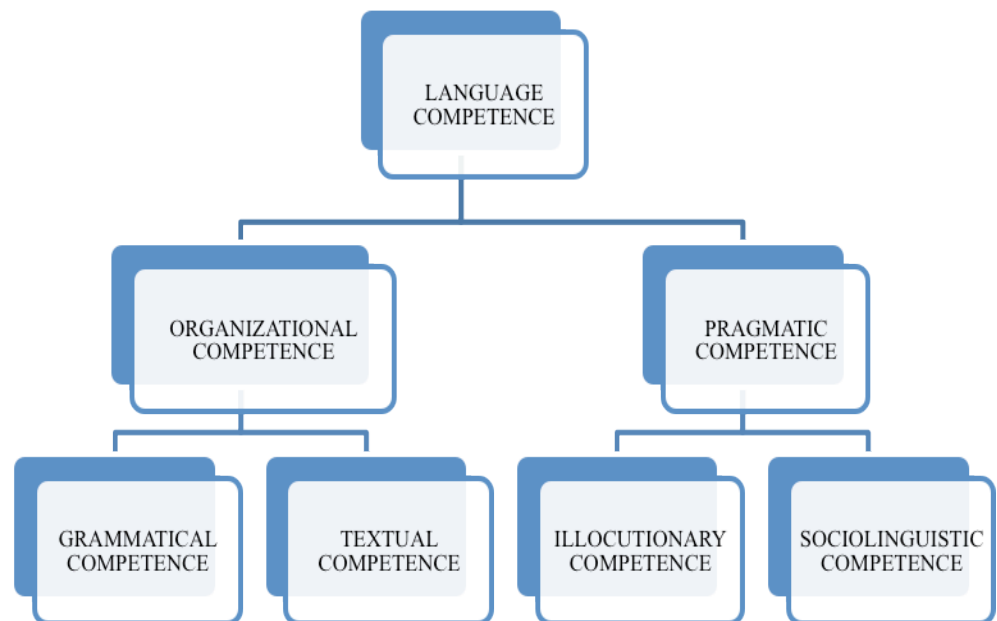 LANGUAGE
COMPETENCE
ORGANIZATIONAL
COMPETENCE
PRAGMATIC
COMPETENCE
GRAMMATICAL
COMPETENCE
TEXTUAL
COMPETENCE
ILLOCUTIONARY
COMPETENCE
SOCIOLINGUISTIC
COMPETENCE